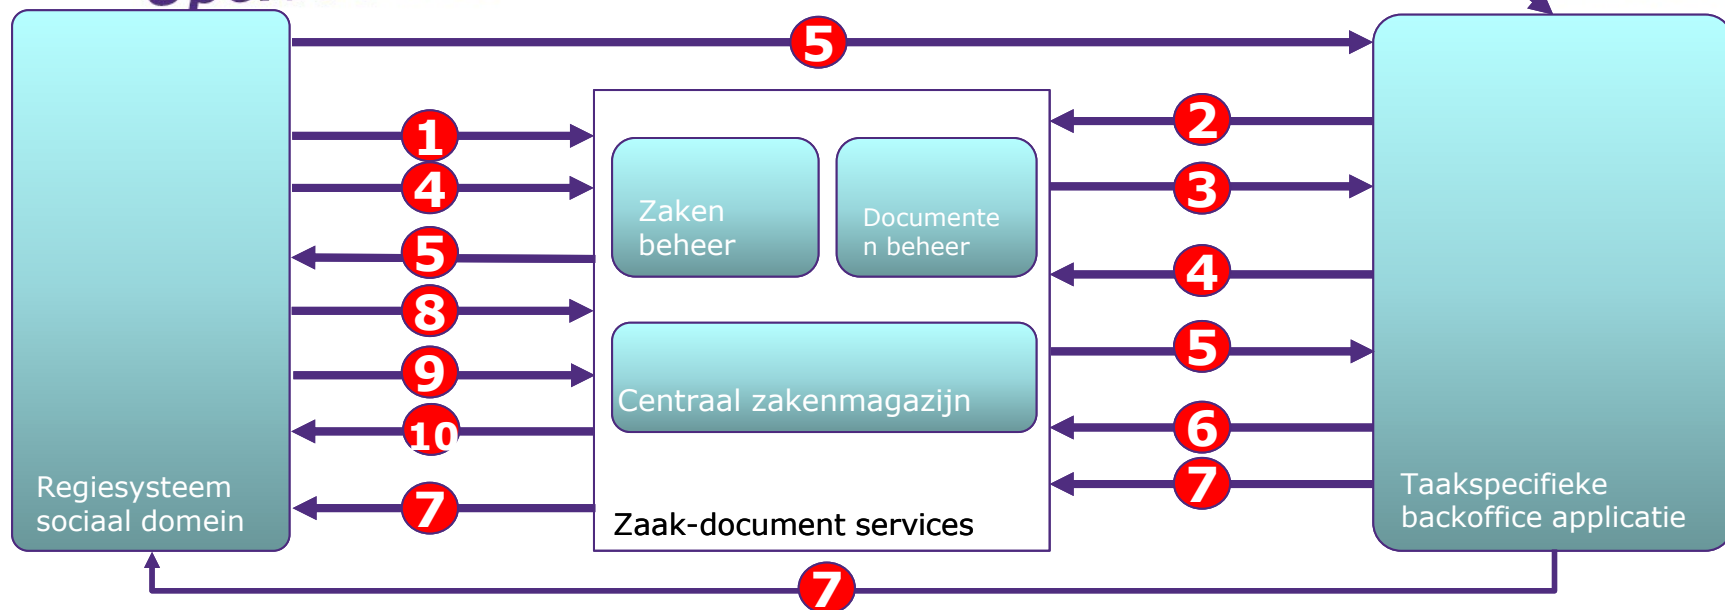 5
1
2
4
3
Zaken
beheer
Documente
n beheer
5
4
8
5
9
Centraal zakenmagazijn
10
6
Regiesysteem
sociaal domein
7
7
Taakspecifieke
backoffice applicatie
Zaak-document services
7